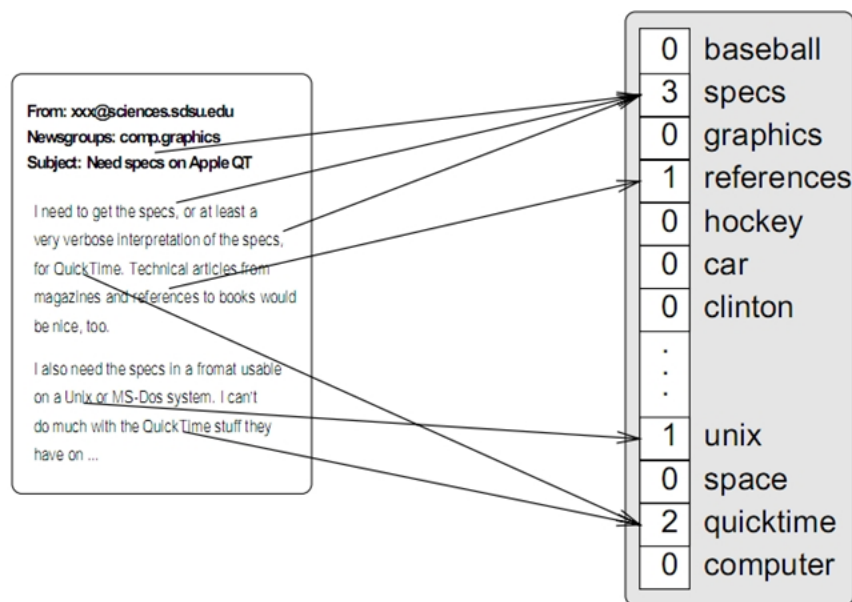 From: xxx@sciences.sdsu.edu
Newsgroups: comp.graphics
Subject: Need specs on Apple QT
I need to get the specs, or at least a
very verbose interpretation of the specs,
for QuickTime. Technical articles from
magazines and references to books would
be nice, too.
I also need the specs in a fromat usable
on a Unix or MS-Dos system. I can't
do much with the QuickTime stuff they
have on ...
0 baseball
3 specs
0 graphics
1 references
0 hockey
0 car
0 clinton
.
.
.
1 unix
0 space
2 quicktime
0 computer